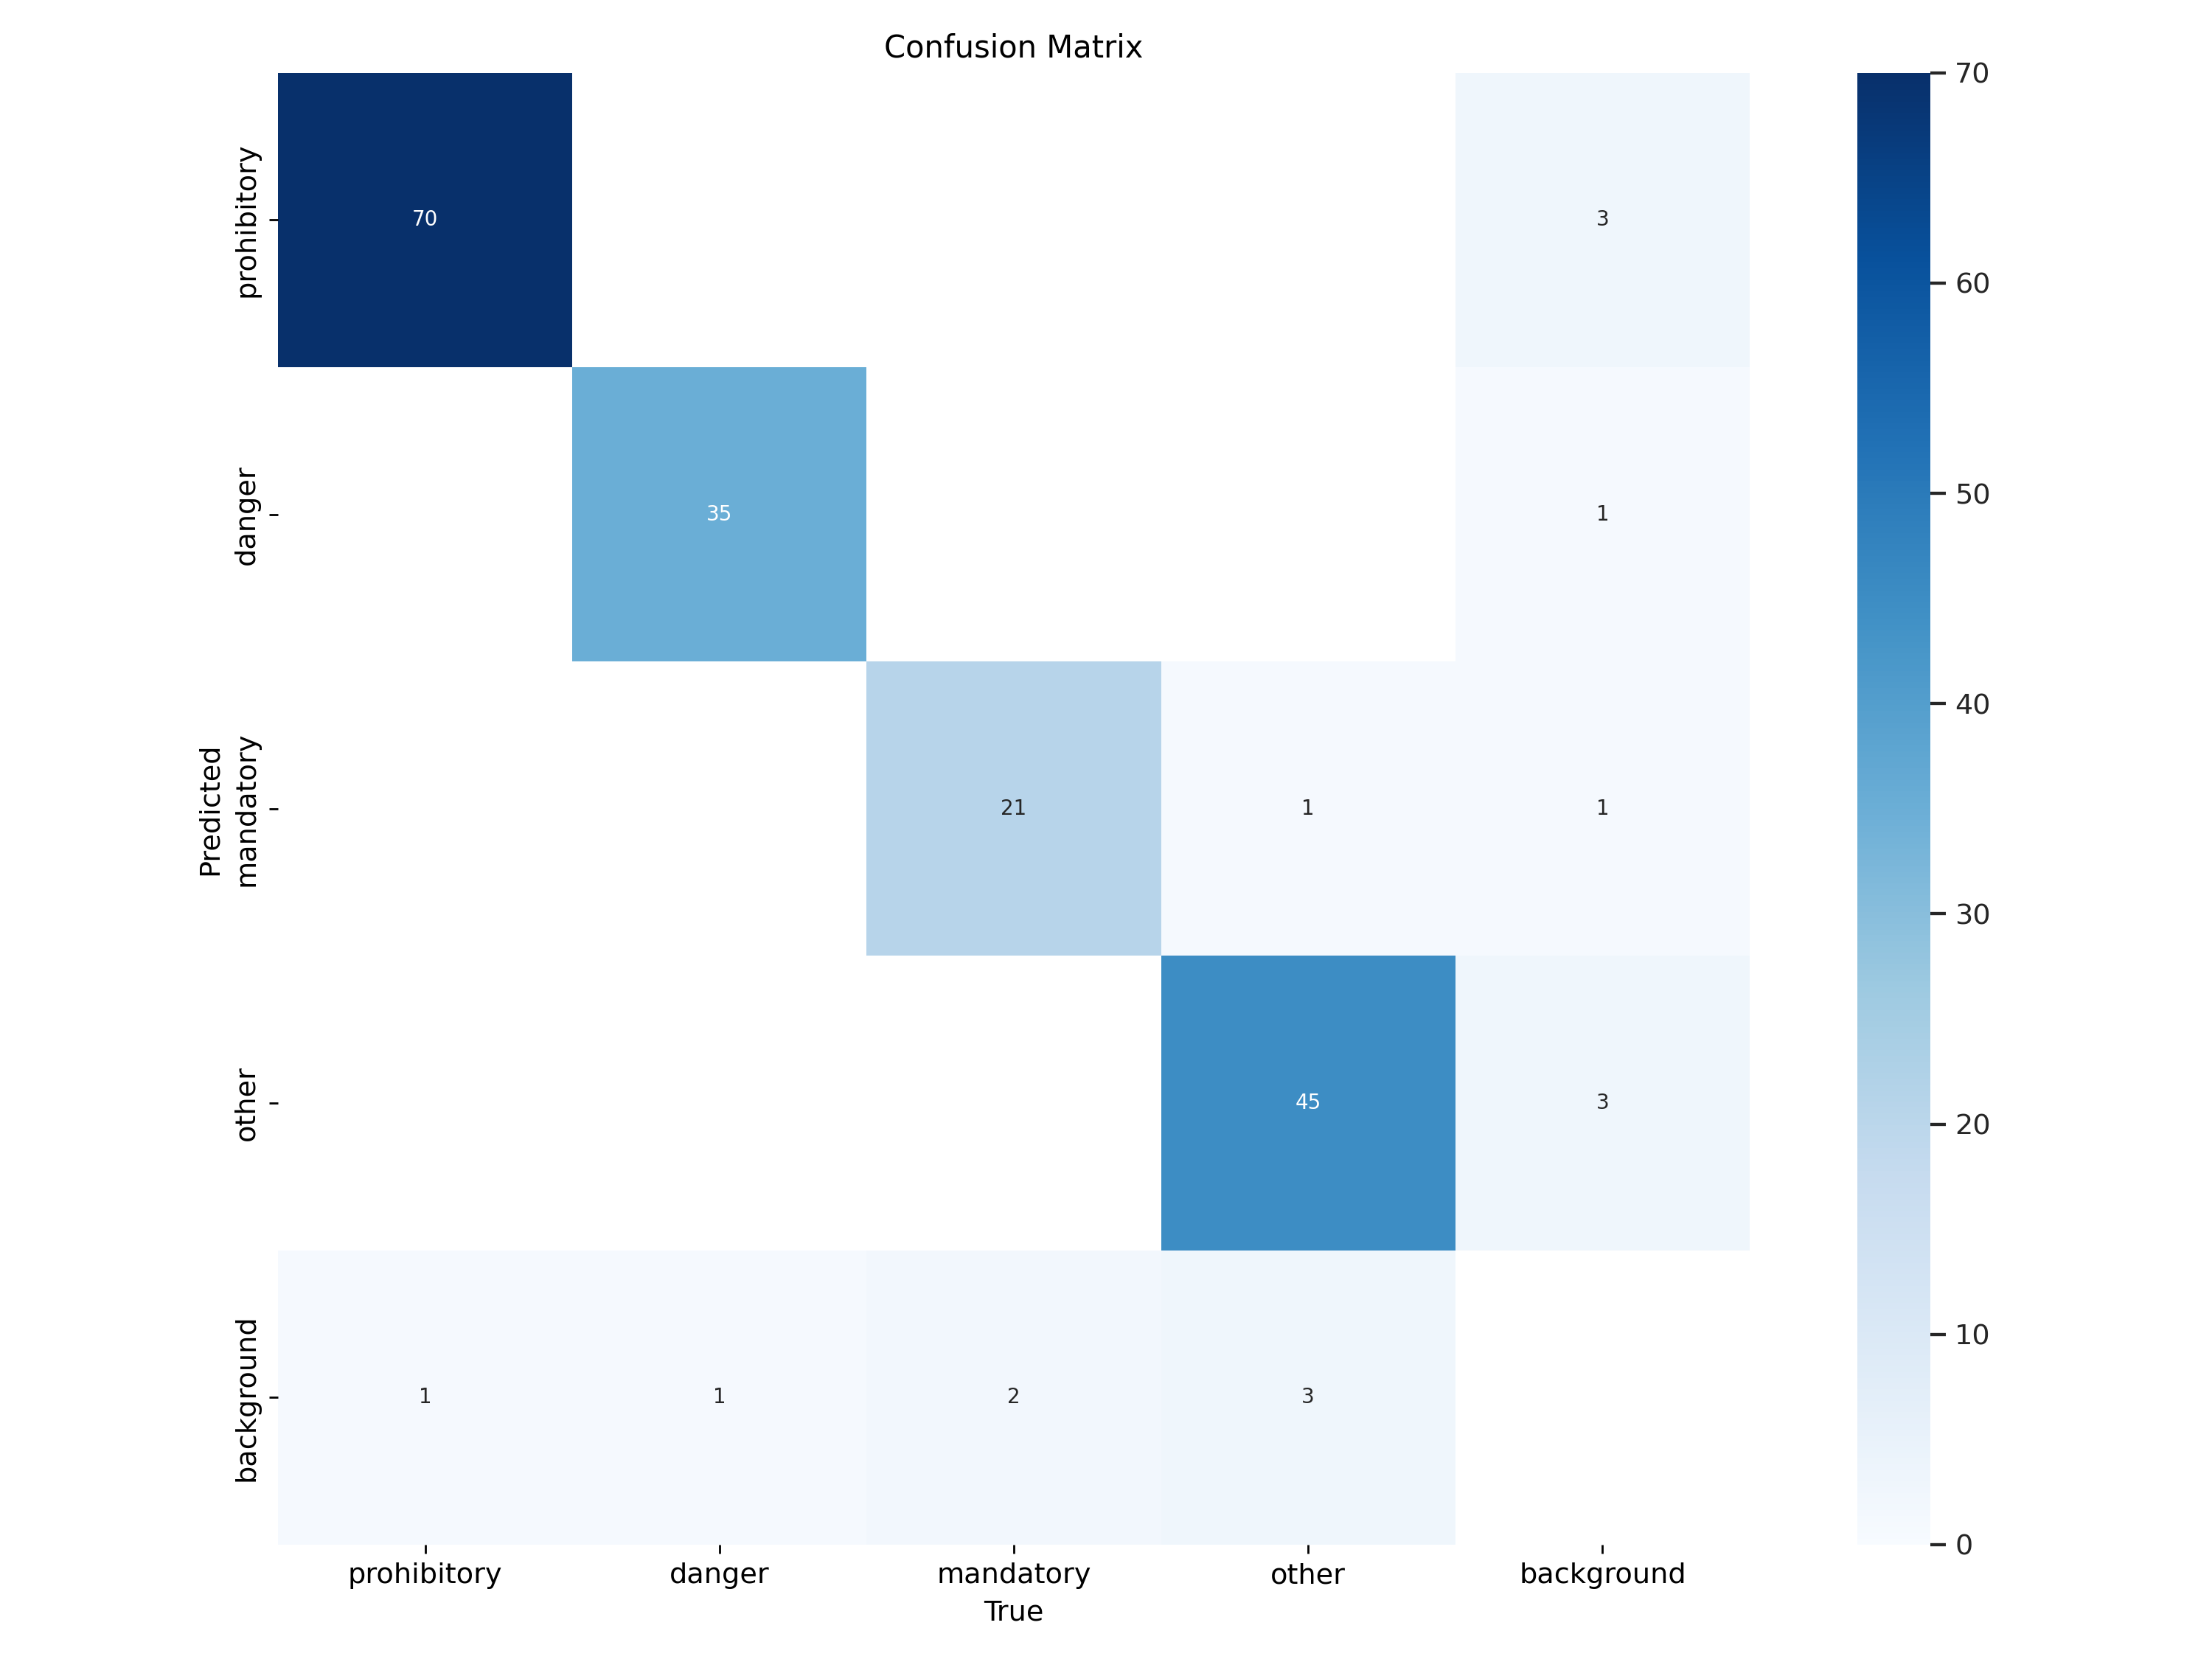 Confusion Matrix
prohibitory
70
3
70
60
danger
35
1
50
40
Predicted
mandatory
21
1
1
30
other
45
3
20
background
1
1
2
3
10
0
prohibitory
danger
mandatory
other
background
True